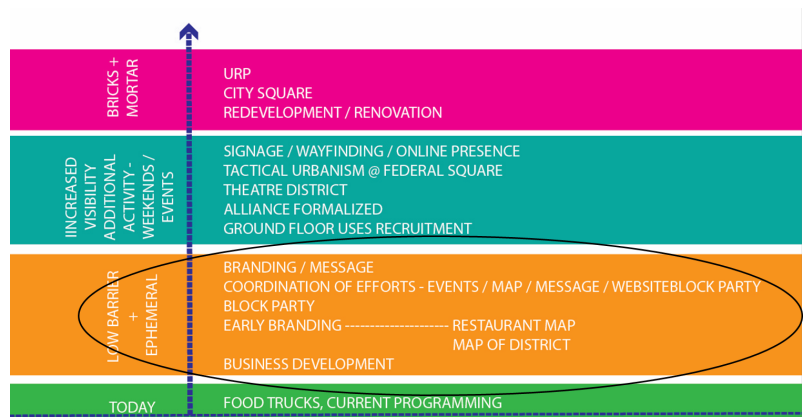 BRICKS +
MORTAR
URP
CITY SQUARE
REDEVELOPMENT / RENOVATION
IINCREASED
VISIBILITY
ADDITIONAL
ACTIVITY -
WEEKENDS /
EVENTS
SIGNAGE / WAYFINDING / ONLINE PRESENCE
TACTICAL URBANISM @ FEDERAL SQUARE
THEATRE DISTRICT
ALLIANCE FORMALIZED
GROUND FLOOR USES RECRUITMENT
LOW BARRIER
+
EPHEMERAL
BRANDING / MESSAGE
COORDINATION OF EFFORTS - EVENTS / MAP / MESSAGE / WEBSITEBLOCK PARTY
BLOCK PARTY
EARLY BRANDING --------------------- RESTAURANT MAP
MAP OF DISTRICT
BUSINESS DEVELOPMENT
TODAY
FOOD TRUCKS, CURRENT PROGRAMMING